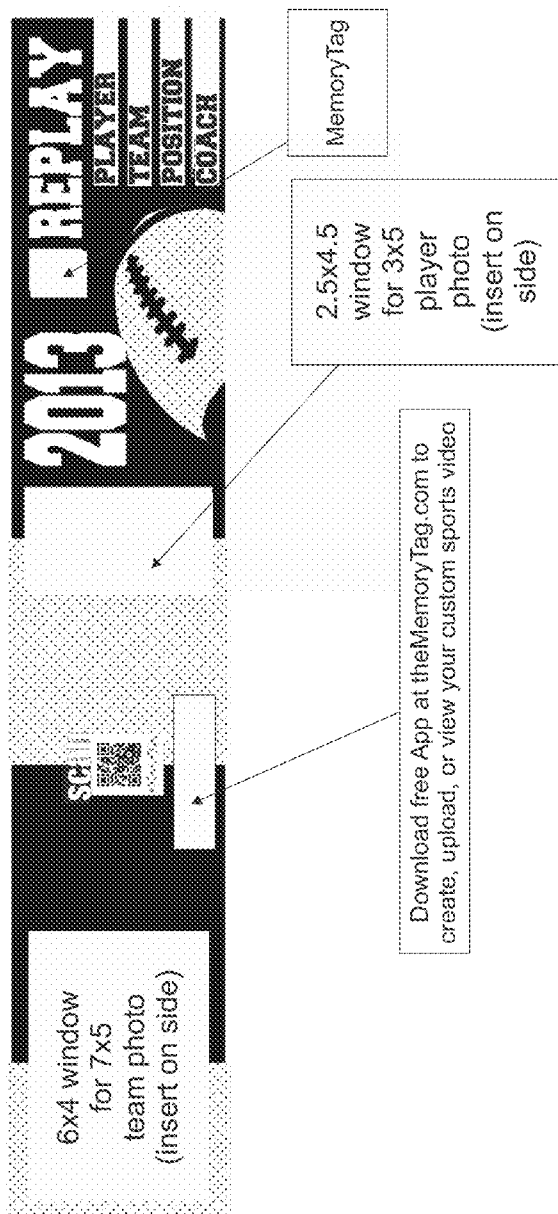 6x4 window
for 7x5
team photo
(insert on side)
2013
REPLAY
PLAYER
TEAM
POSITION
COACH
MemoryTag
2.5x4.5
window
for 3x5
player
photo
(insert on
side)
Download free App at theMemoryTag.com to
create, upload, or view your custom sports video